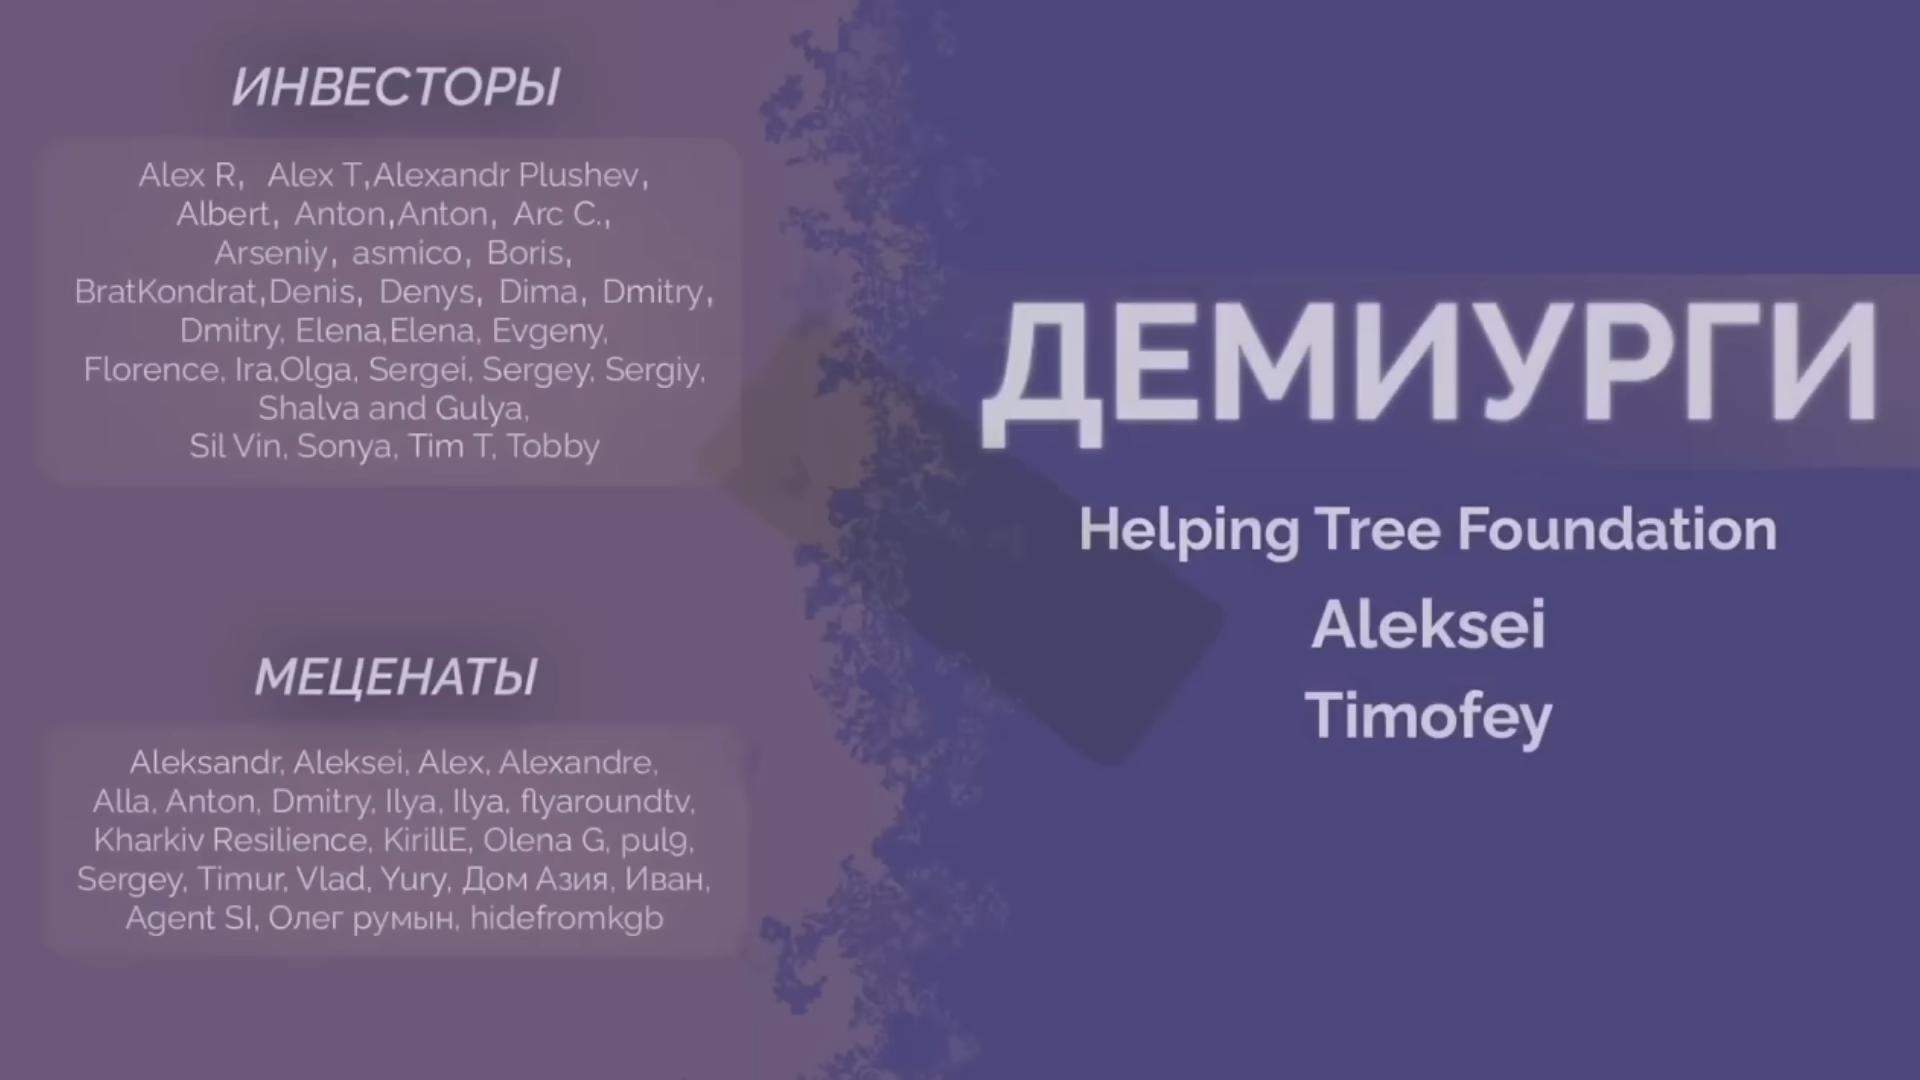 ИНВЕСТОРЫ
Alex R, Alex T,Alexandr Plushev,
Albert, Anton,Anton, Arc C.,
Arseniy, asmico, Boris,
BratKondrat,Denis, Denys, Dima, Dmitry,
Dmitry, Elena,Elena, Evgeny,
Florence, Ira,Olga, Sergei, Sergey, Sergiy,
Shalva and Gulya,
Sil Vin, Sonya, Tim T, Tobby
МЕЦЕНАТЫ
Aleksandr, Aleksei, Alex, Alexandre,
Alla, Anton, Dmitry, Ilya, Ilya, flyaroundtv,
Kharkiv Resilience, KirillE, Olena G, pul9,
Sergey, Timur, Vlad, Yury, Дом Азия, Иван,
Agent SI, Олег румын, hidefromkgb
ДЕМИУРГИ
Helping Tree Foundation
Aleksei
Timofey